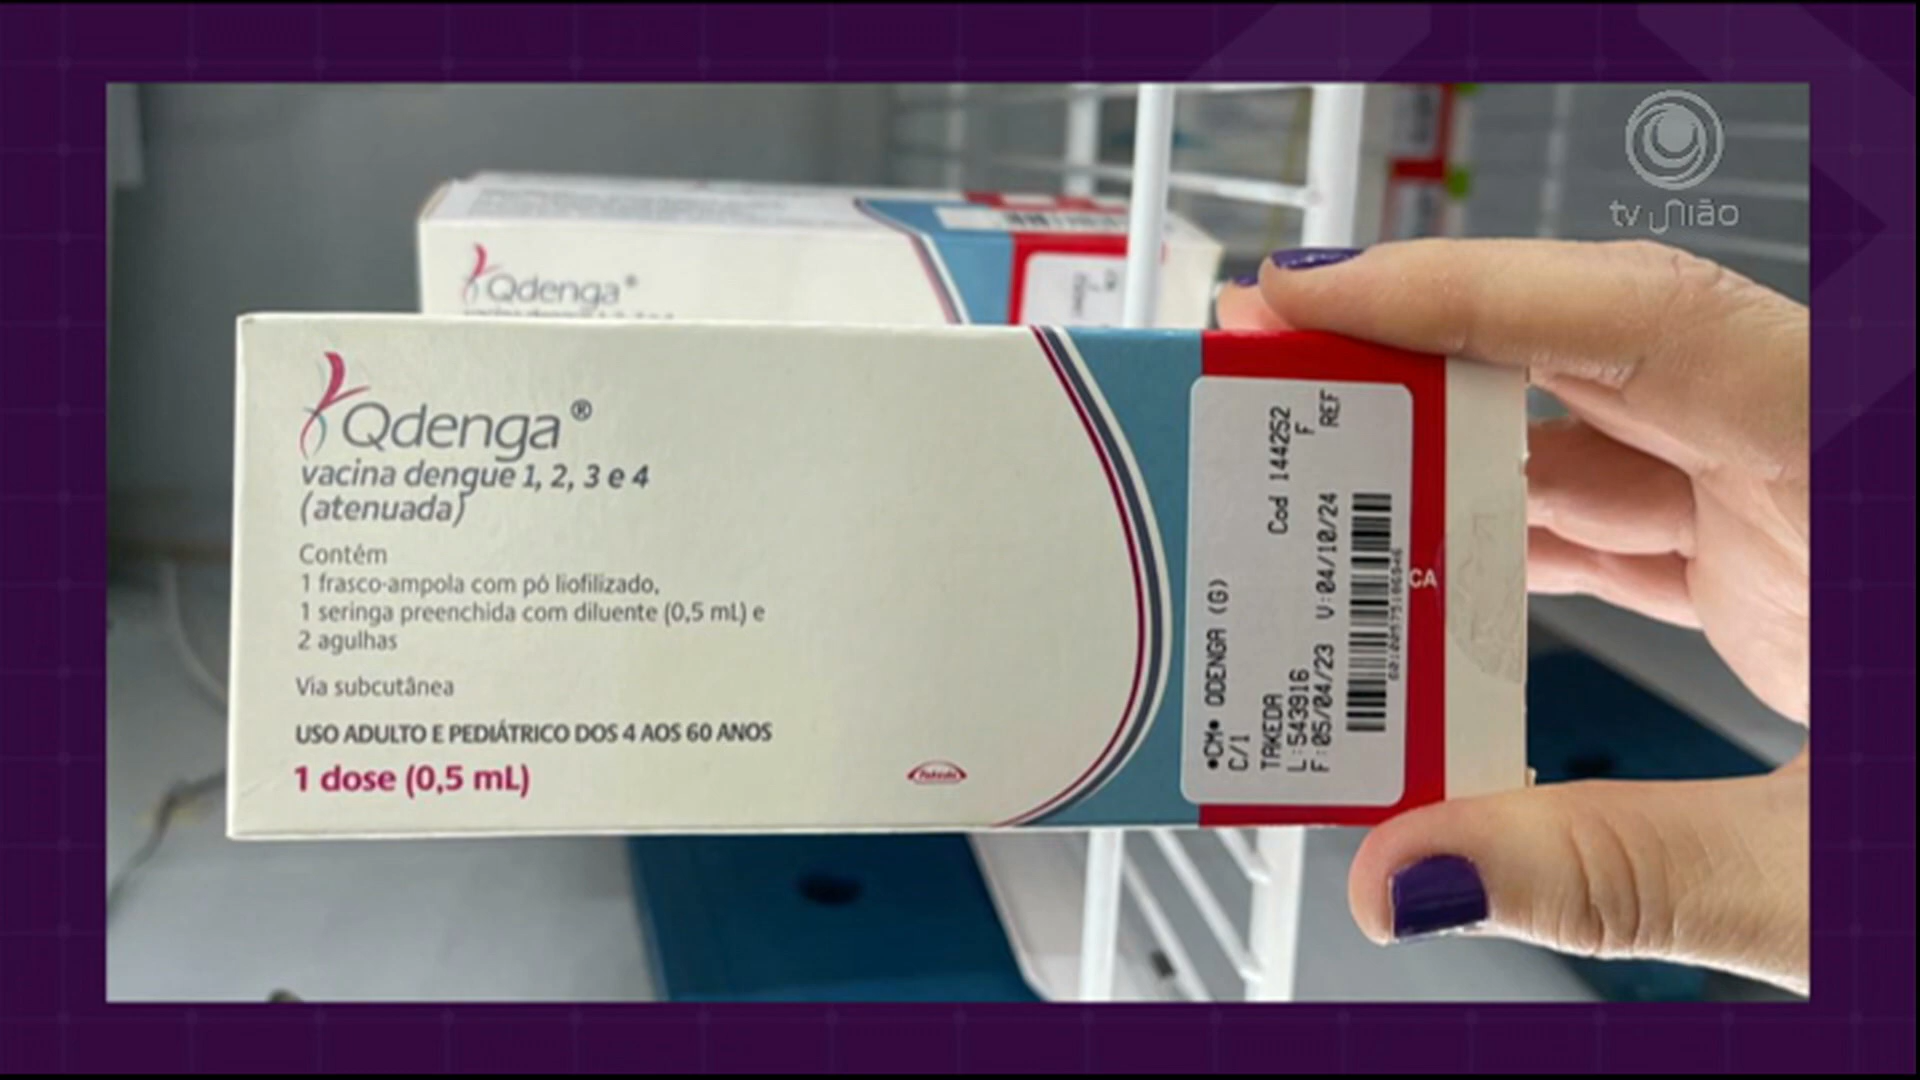 tv união
Qdenga®
Qdenga®
vacina dengue 1, 2, 3 e 4
(atenuada)
Contém
1 frasco-ampola com pó liofilizado,
1 seringa preenchida com diluente (0,5 mL) e
2 agulhas
Via subcutânea
USO ADULTO E PEDIÁTRICO DOS 4 AOS 60 ANOS
1 dose (0,5 mL)
Takeda
*CM* QDENGA (G) Cod 144252
C/1 F
TAKEDA REF
L:543916
F:05/04/23 V:04/10/24
CA